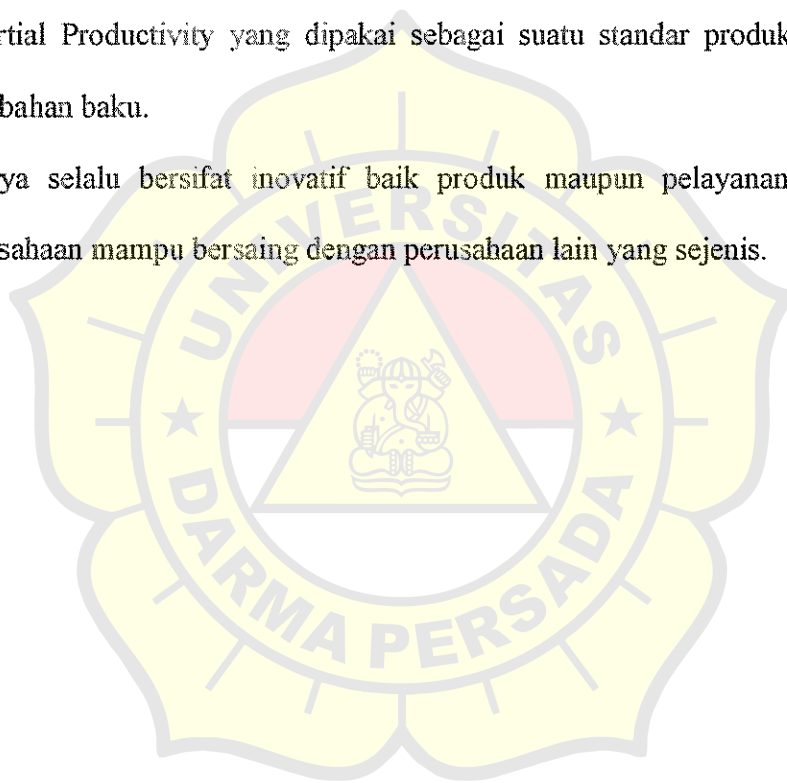 rtial Productivity yang dipakai sebagai suatu standar produk
bahan baku.
ya selalu bersifat inovatif baik produk maupun pelayanan
sahaan mampu bersaing dengan perusahaan lain yang sejenis.
UNIVERSITAS
DARMA PERSADA